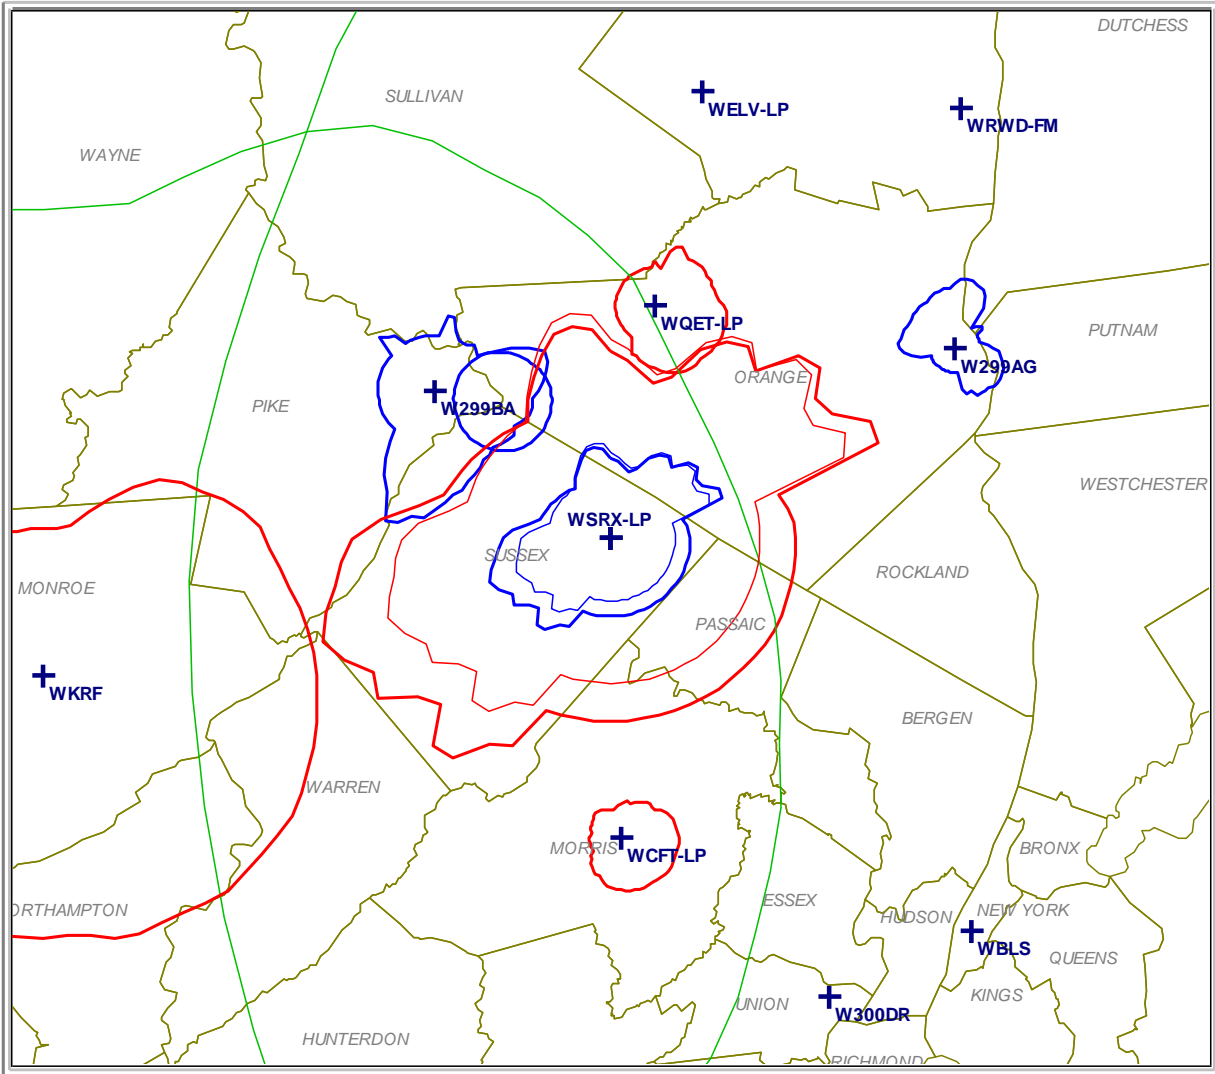 DUTCHESS
SULLIVAN
WELV-LP
WRWD-FM
WAYNE
WQET-LP
PUTNAM
W299AG
ORANGE
PIKE
W299BA
WESTCHESTER
WSRX-LP
SUSSEX
ROCKLAND
MONROE
PASSAIC
WKRF
BERGEN
WARREN
MORRIS
WCFT-LP
BRONX
ESSEX
ORTHAMPTON
HUDSON
NEW YORK
WBLS
QUEENS
KINGS
UNION
W300DR
HUNTERDON
RICHMOND